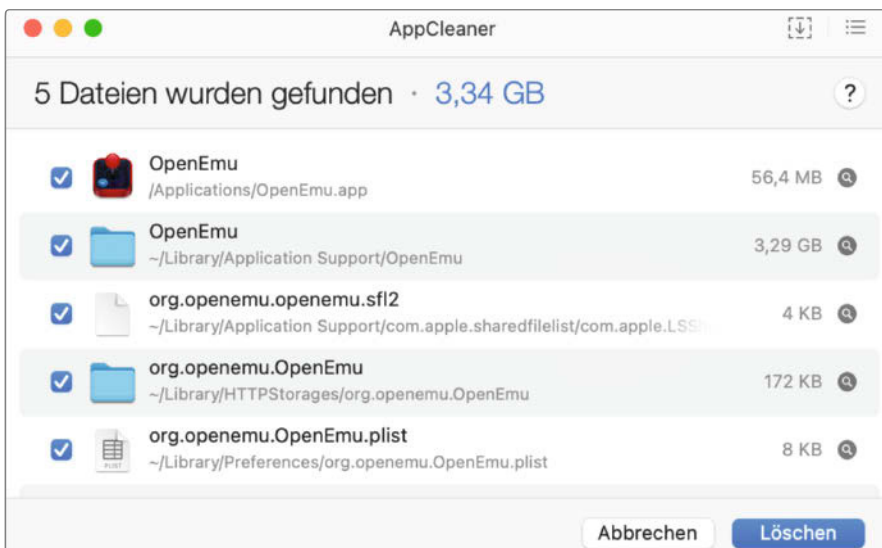 AppCleaner
5 Dateien wurden gefunden · 3,34 GB
?
OpenEmu
/Applications/OpenEmu.app
56,4 MB
OpenEmu
~/Library/Application Support/OpenEmu
3,29 GB
org.openemu.openemu.sfl2
~/Library/Application Support/com.apple.sharedfilelist/com.apple.LSSh
4 KB
org.openemu.OpenEmu
~/Library/HTTPStorages/org.openemu.OpenEmu
172 KB
PLIST
org.openemu.OpenEmu.plist
~/Library/Preferences/org.openemu.OpenEmu.plist
8 KB
Abbrechen
Löschen